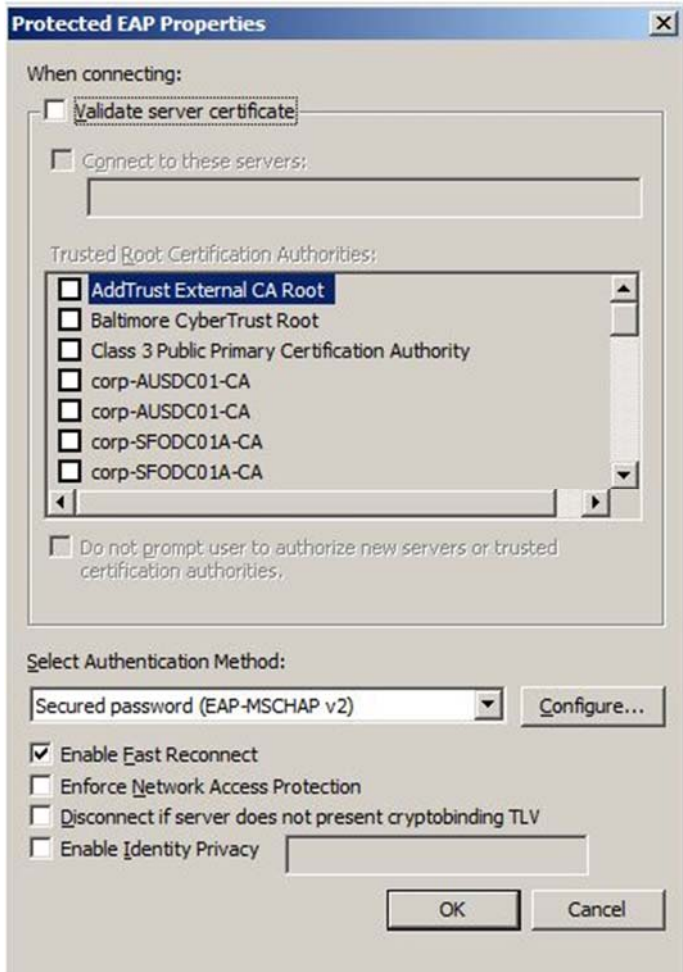 Protected EAP Properties
When connecting:
Validate server certificate
Connect to these servers:
Trusted Root Certification Authorities:
AddTrust External CA Root
Baltimore CyberTrust Root
Class 3 Public Primary Certification Authority
corp-AUSDC01-CA
corp-AUSDC01-CA
corp-SFODC01A-CA
corp-SFODC01A-CA
Do not prompt user to authorize new servers or trusted
certification authorities.
Select Authentication Method:
Secured password (EAP-MSCHAP v2)
Configure...
Enable Fast Reconnect
Enforce Network Access Protection
Disconnect if server does not present cryptobinding TLV
Enable Identity Privacy
OK
Cancel